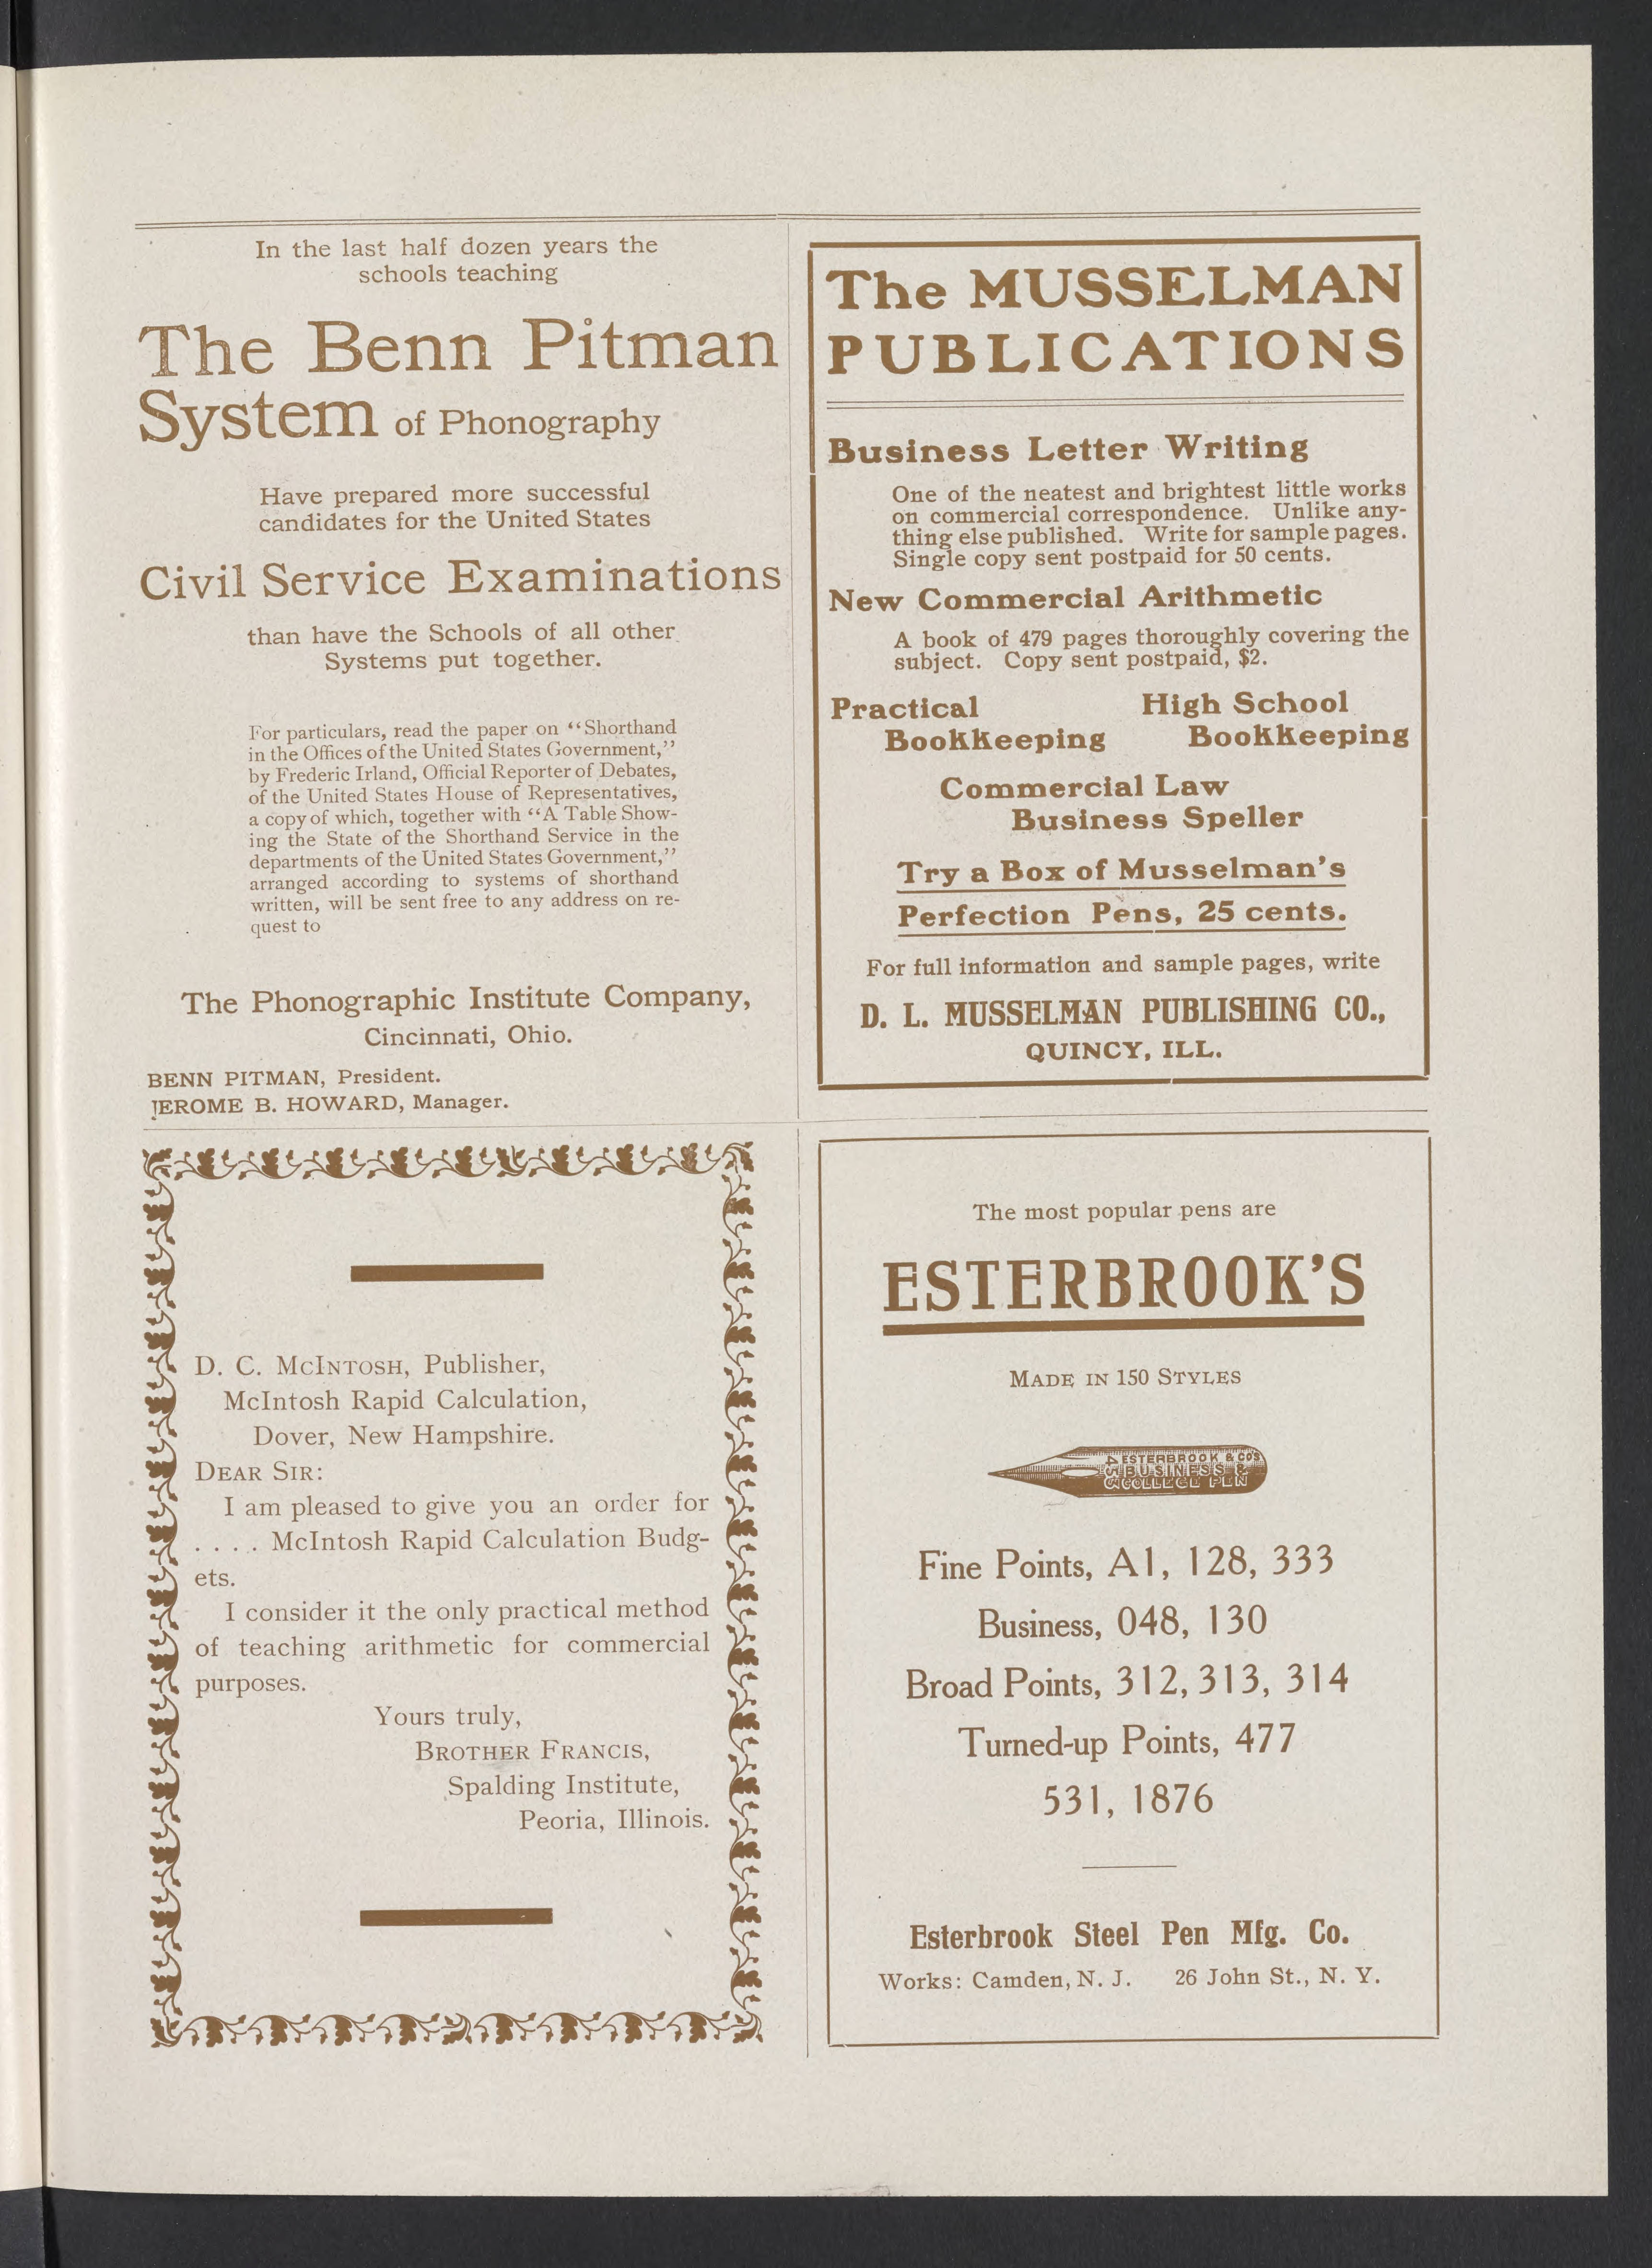 In the last half dozen years the
schools teaching
The Benn Pitman
System of Phonography
Have prepared more successful
candidates for the United States
Civil Service Examinations
than have the Schools of all other
Systems put together.
For particulars, read the paper on “Shorthand
in the Offices of the United States Government,”
by Frederic Irland, Official Reporter of Debates,
of the United States House of Representatives,
a copy of which, together with “A Table Show-
ing the State of the Shorthand Service in the
departments of the United States Government,”
arranged according to systems of shorthand
written, will be sent free to any address on re-
quest to
The Phonographic Institute Company,
Cincinnati, Ohio.
BENN PITMAN, President.
JEROME B. HOWARD, Manager.
The MUSSELMAN
PUBLICATIONS
Business Letter Writing
One of the neatest and brightest little works
on commercial correspondence. Unlike any-
thing else published. Write for sample pages.
Single copy sent postpaid for 50 cents.
New Commercial Arithmetic
A book of 479 pages thoroughly covering the
subject. Copy sent postpaid, $2.
Practical
Bookkeeping
High School
Bookkeeping
Commercial Law
Business Speller
Try a Box of Musselman’s
Perfection Pens, 25 cents.
For full information and sample pages, write
D. L. MUSSELMAN PUBLISHING CO.,
QUINCY, ILL.
D. C. MCINTOSH, Publisher,
McIntosh Rapid Calculation,
Dover, New Hampshire.
DEAR SIR:
I am pleased to give you an order for
. . . . McIntosh Rapid Calculation Budg-
ets.
I consider it the only practical method
of teaching arithmetic for commercial
purposes.
Yours truly,
BROTHER FRANCIS,
Spalding Institute,
Peoria, Illinois.
The most popular pens are
ESTERBROOK’S
MADE IN 150 STYLES
453
ESTERBROOK & CO'S
BUSINESS &
COLLEGE PEN
Fine Points, A1, 128, 333
Business, 048, 130
Broad Points, 312, 313, 314
Turned-up Points, 477
531, 1876
Esterbrook Steel Pen Mfg. Co.
Works: Camden, N. J. 26 John St., N. Y.